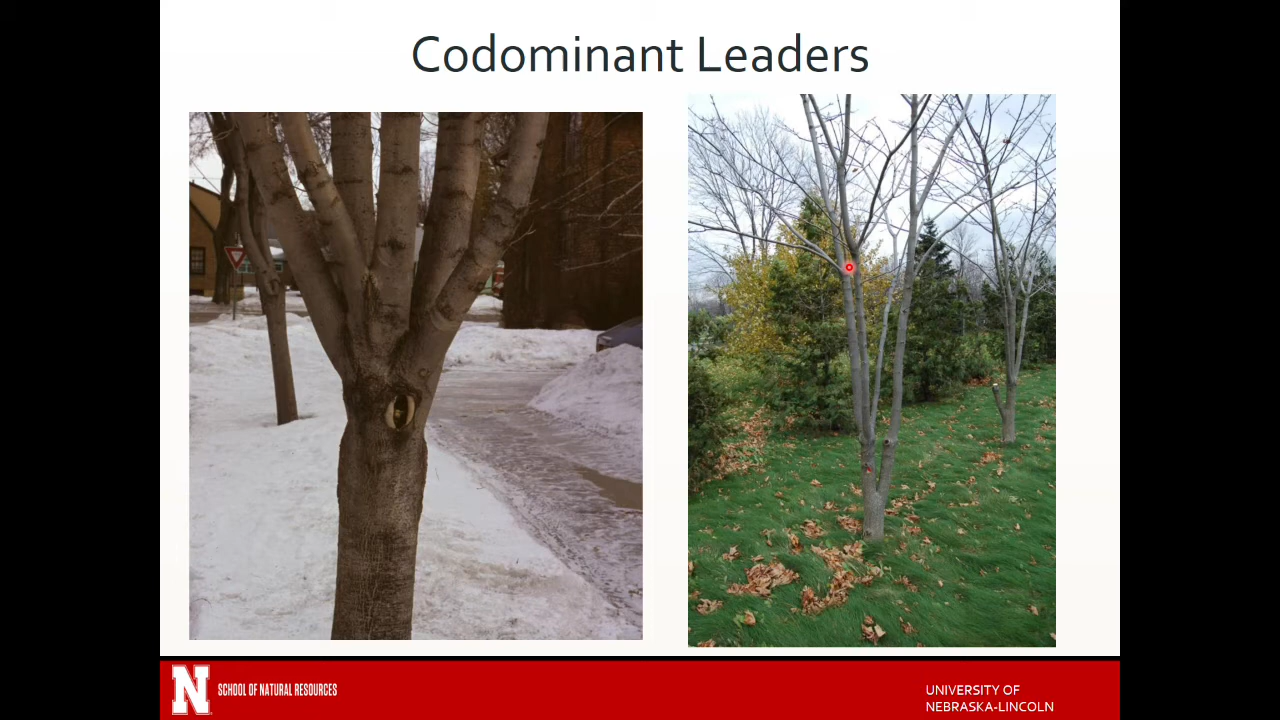 Codominant Leaders
N
SCHOOL OF NATURAL RESOURCES
UNIVERSITY OF
NEBRASKA-LINCOLN